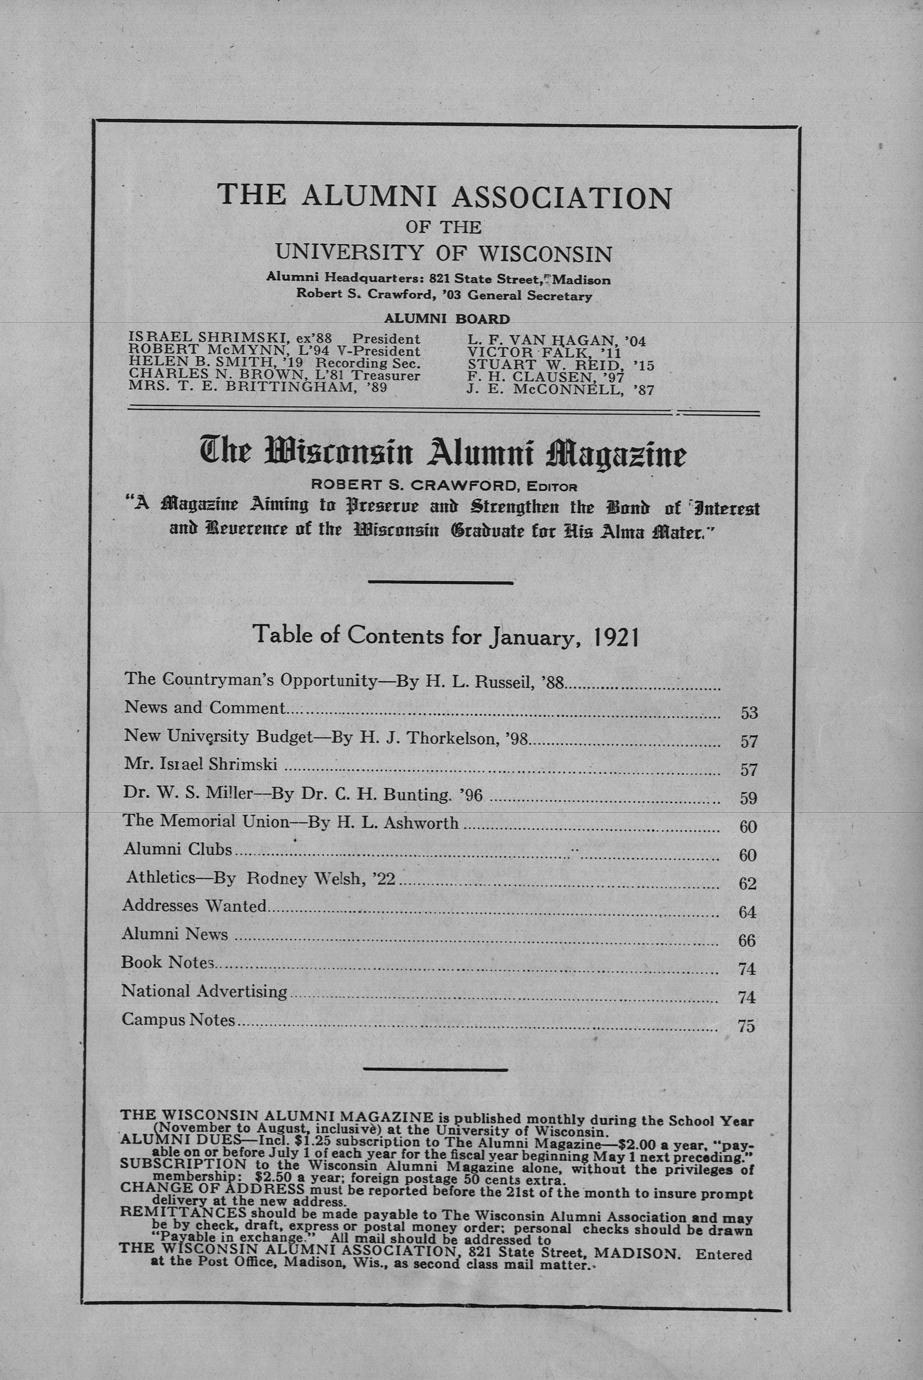 THE ALUMNI ASSOCIATION
OF THE
UNIVERSITY OF WISCONSIN
Alumni Headquarters: 821 State Street, Madison
Robert S. Crawford, '03 General Secretary
ALUMNI BOARD
ISRAEL SHRIMSKI, ex'88 President
ROBERT McMYNN, L'94 V-President
HELEN B. SMITH, '19 Recording Sec.
CHARLES N. BROWN, L'81 Treasurer
MRS. T. E. BRITTINGHAM, '89
L. F. VAN HAGAN, '04
VICTOR FALK, '11
STUART W. REID, '15
F. H. CLAUSEN, '97
J. E. McCONNELL, '87
The Wisconsin Alumni Magazine
ROBERT S. CRAWFORD, EDITOR
"A Magazine Aiming to Preserve and Strengthen the Bond of Interest
and Reverence of the Wisconsin Graduate for His Alma Mater."
Table of Contents for January, 1921
The Countryman's Opportunity—By H. L. Russell, '88
News and Comment 53
New University Budget—By H. J. Thorkelson, '98 57
Mr. Israel Shrimski 57
Dr. W. S. Miller—By Dr. C. H. Bunting. '96 59
The Memorial Union—By H. L. Ashworth 60
Alumni Clubs 60
Athletics—By Rodney Welsh, '22 62
Addresses Wanted 64
Alumni News 66
Book Notes 74
National Advertising 74
Campus Notes 75
THE WISCONSIN ALUMNI MAGAZINE is published monthly during the School Year
(November to August, inclusive) at the University of Wisconsin.
ALUMNI DUES—Incl. $1.25 subscription to The Alumni Magazine—$2.00 a year, "pay-
able on or before July 1 of each year for the fiscal year beginning May 1 next preceding."
SUBSCRIPTION to the Wisconsin Alumni Magazine alone, without the privileges of
membership: $2.50 a year; foreign postage 50 cents extra.
CHANGE OF ADDRESS must be reported before the 21st of the month to insure prompt
delivery at the new address.
REMITTANCES should be made payable to The Wisconsin Alumni Association and may
be by check, draft, express or postal money order; personal checks should be drawn
"Payable in exchange." All mail should be addressed to
THE WISCONSIN ALUMNI ASSOCIATION, 821 State Street, MADISON. Entered
at the Post Office, Madison, Wis., as second class mail matter.